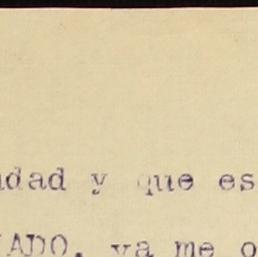 dad y que es
ADO, ya me o